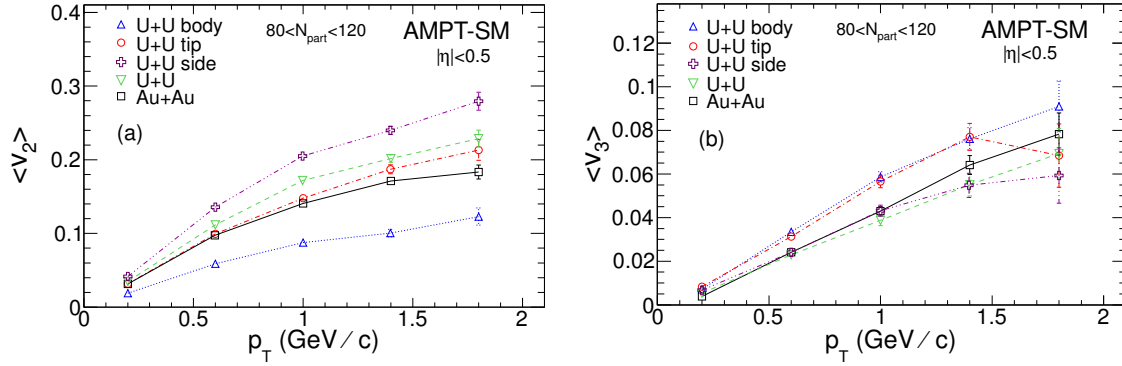 0.4
0.3
0.2
0.1
0
<v₂>
U+U body
U+U tip
U+U side
U+U
Au+Au
80<N_part<120
AMPT-SM
|η|<0.5
(a)
0 0.5 1 1.5 2
p_T (GeV/c)
0.12
0.1
0.08
0.06
0.04
0.02
0
<v₃>
U+U body
U+U tip
U+U side
U+U
Au+Au
80<N_part<120
AMPT-SM
|η|<0.5
(b)
0 0.5 1 1.5 2
p_T (GeV/c)